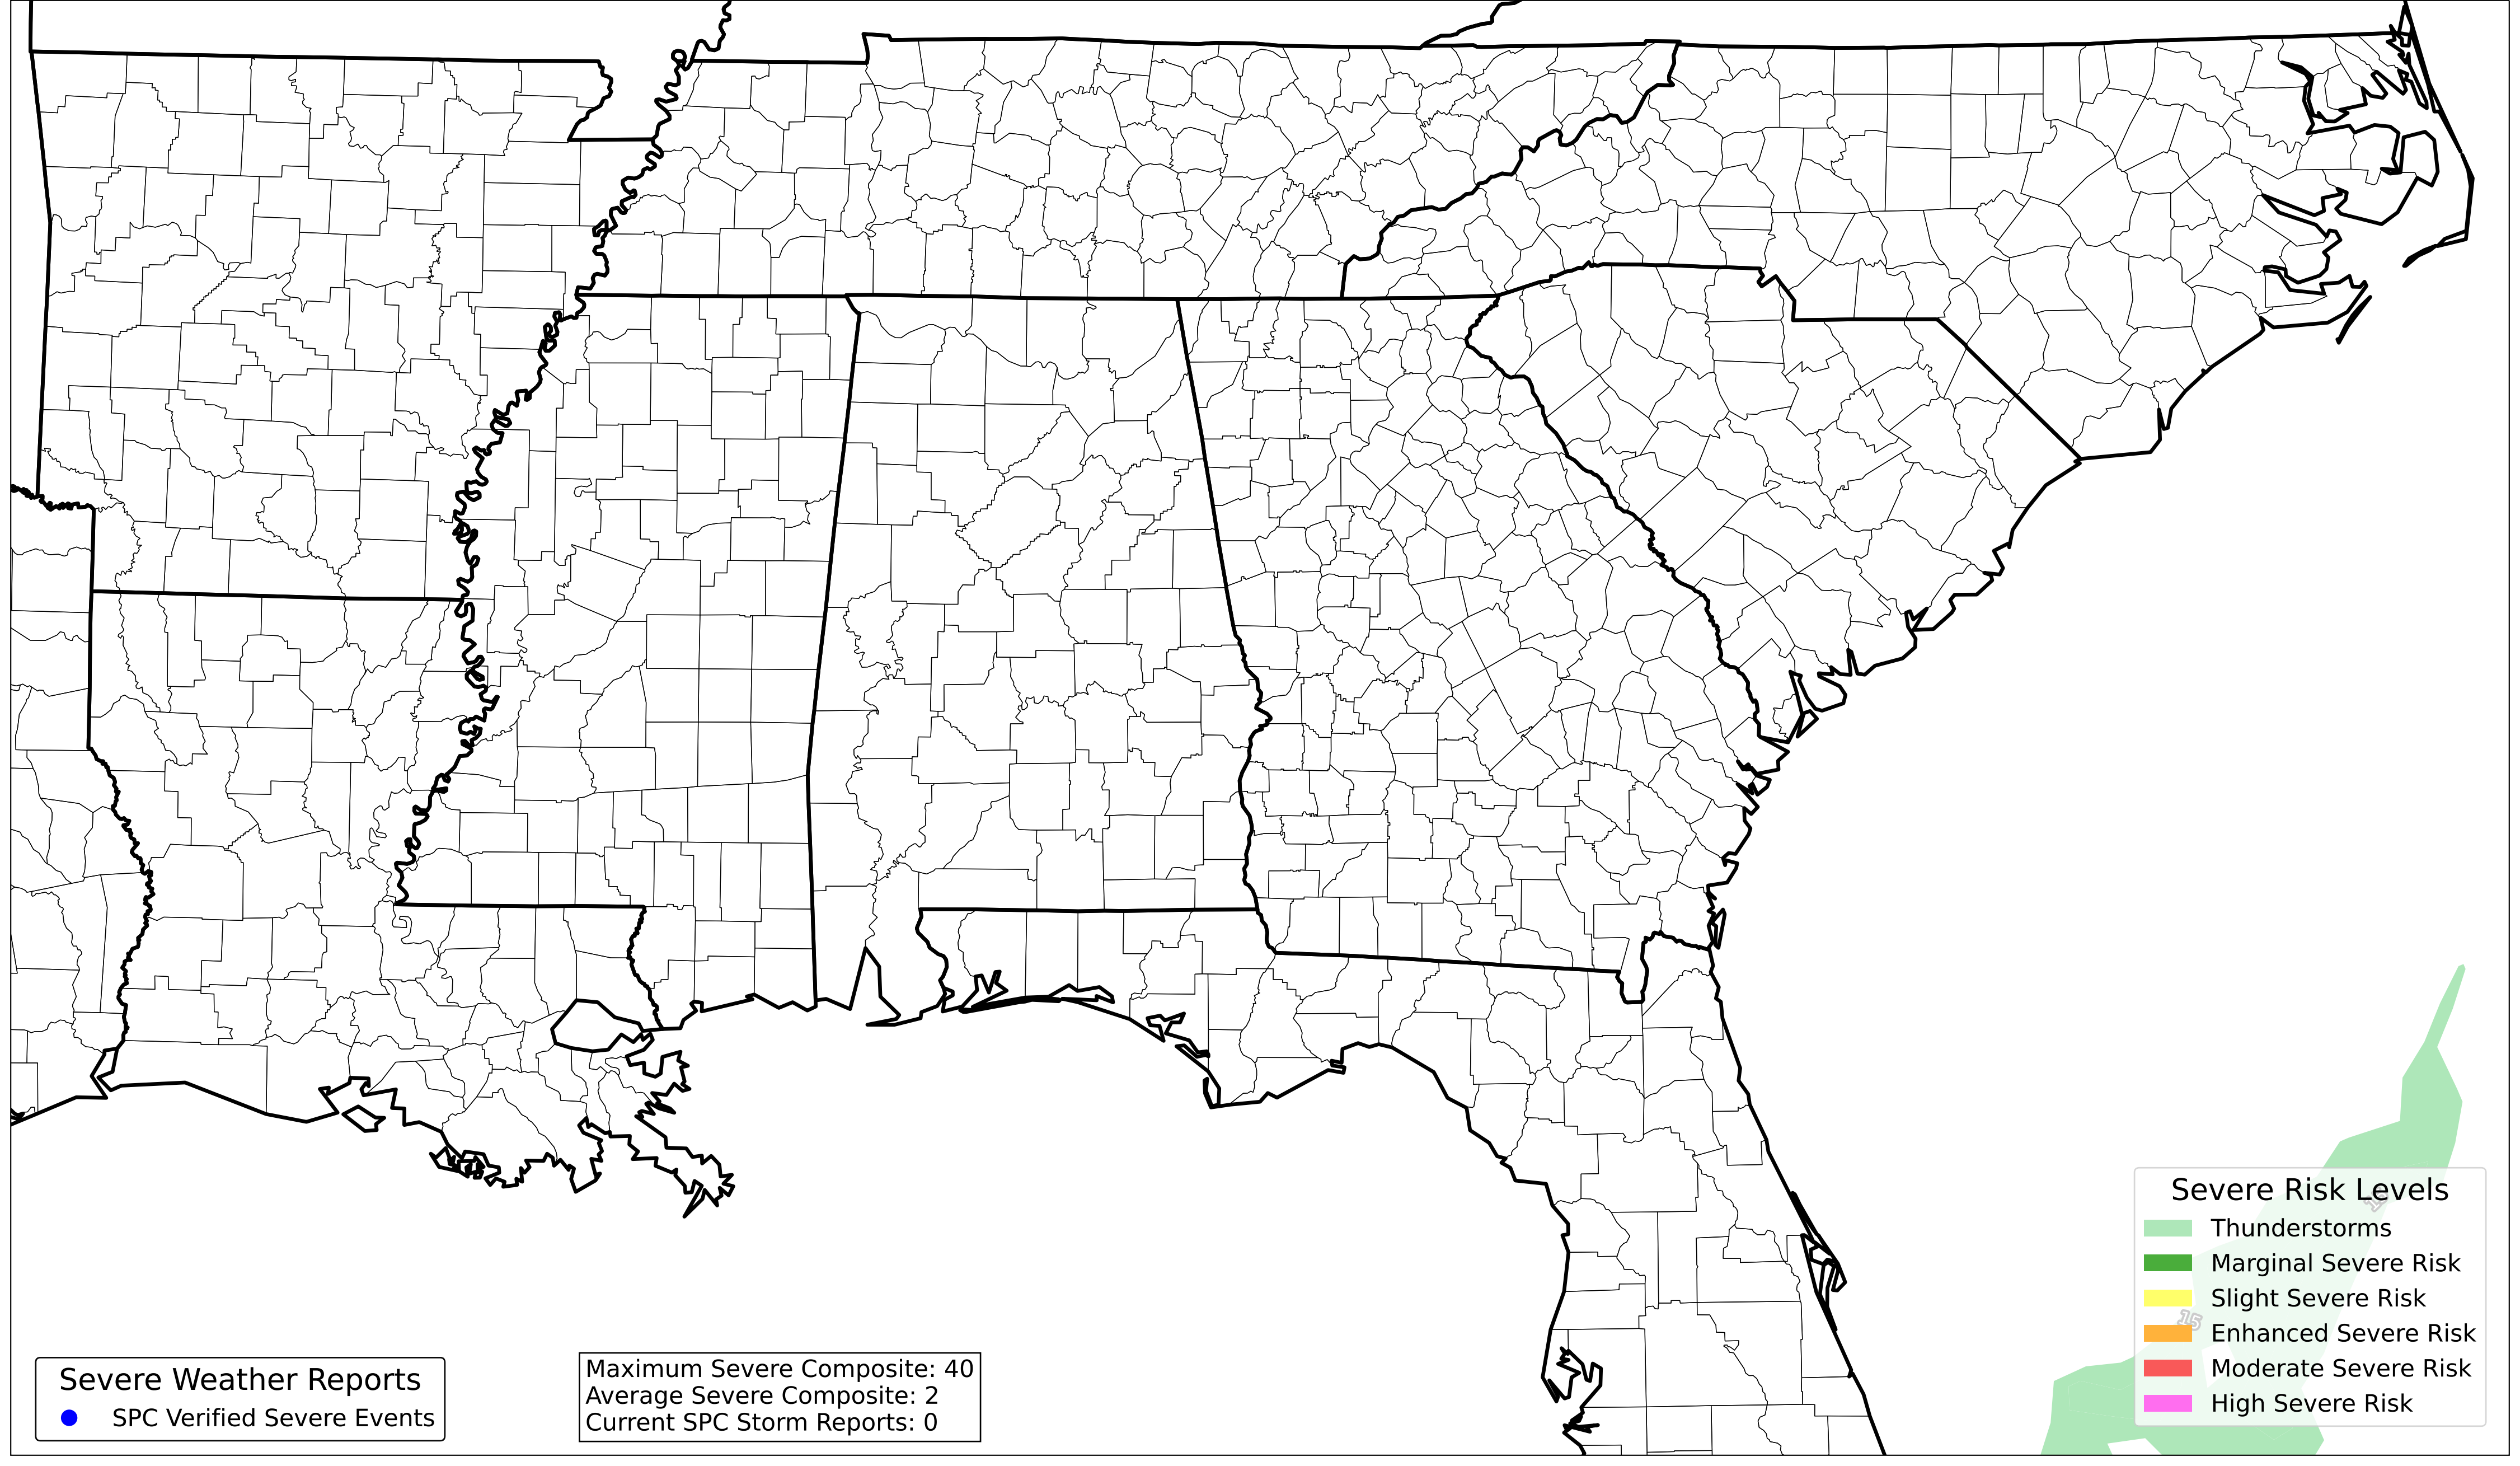 15
Severe Risk Levels
Thunderstorms
Marginal Severe Risk
Slight Severe Risk
Enhanced Severe Risk
Moderate Severe Risk
High Severe Risk
Severe Weather Reports
SPC Verified Severe Events
Maximum Severe Composite: 40
Average Severe Composite: 2
Current SPC Storm Reports: 0